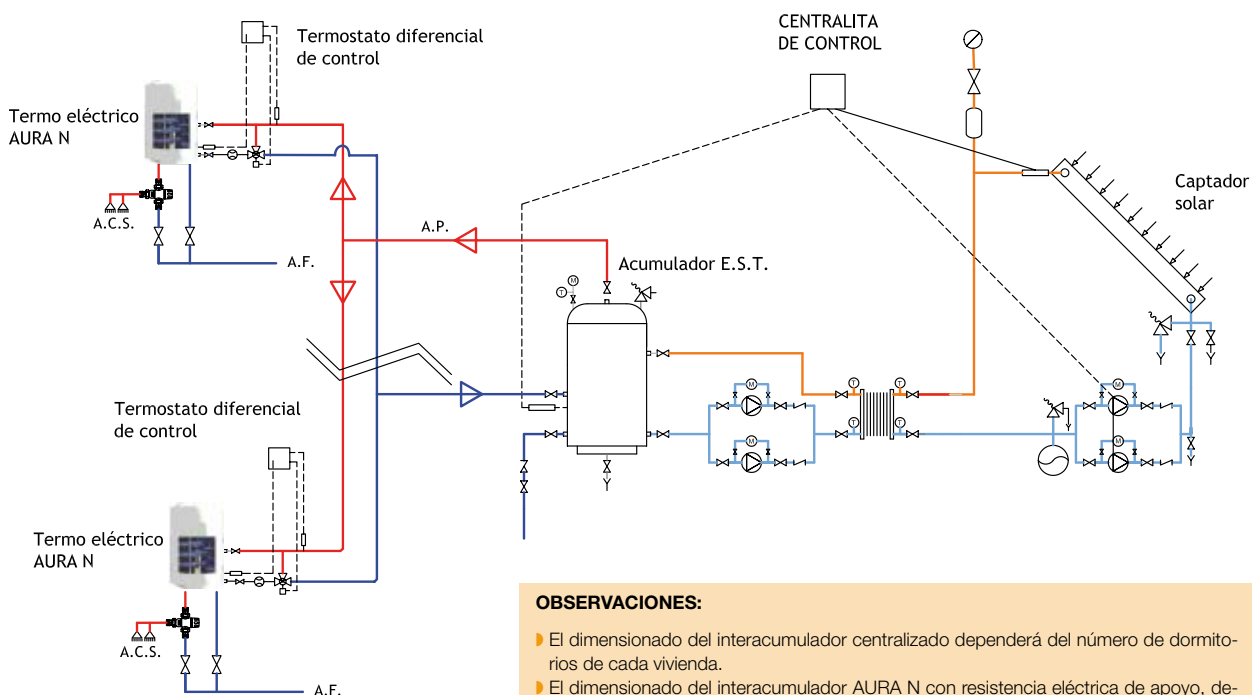 CENTRALITA
DE CONTROL
Termostato diferencial
de control
Termo eléctrico
AURA N
A.C.S.
A.F.
A.P.
Captador
solar
Acumulador E.S.T.
M
T
M
M
T
T
T
T
M
M
Termostato diferencial
de control
Termo eléctrico
AURA N
A.C.S.
A.F.
OBSERVACIONES:
El dimensionado del interacumulador centralizado dependerá del número de dormito-
rios de cada vivienda.
El dimensionado del interacumulador AURA N con resistencia eléctrica de apoyo, de-